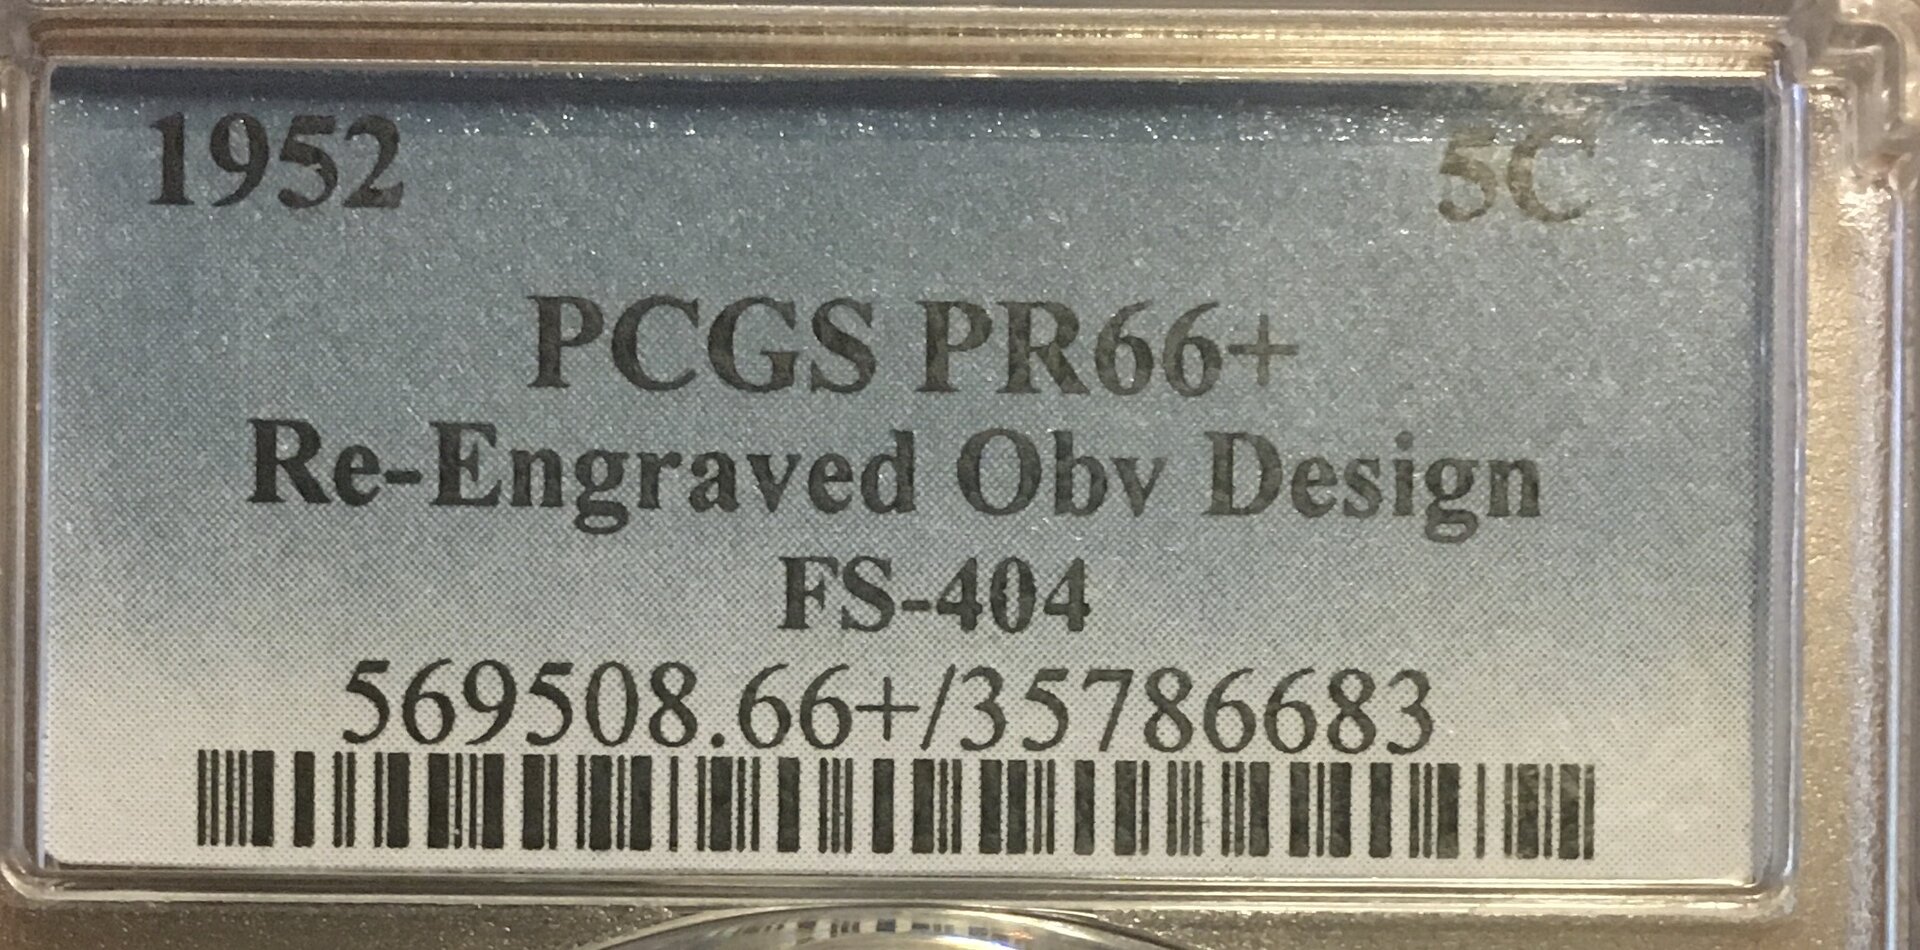 1952 5C
PCGS PR66+
Re-Engraved Obv Design
FS-404
569508.66+/35786683